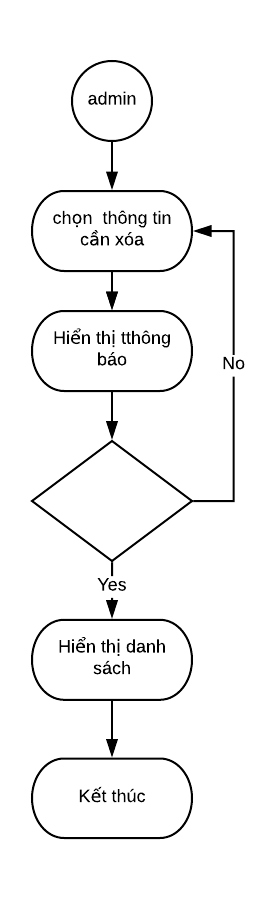 admin
chọn thông tin
cần xóa
Hiển thị tthông
báo
No
Yes
Hiển thị danh
sách
Kết thúc